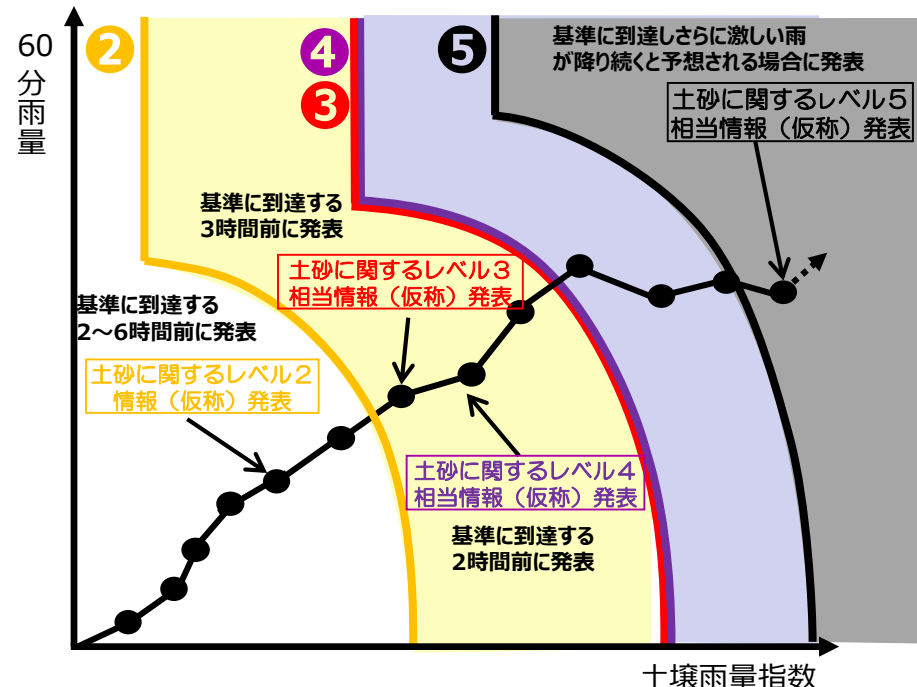 60
分
雨
量
❷
❹
❸
❺
基準に到達しさらに激しい雨
が降り続くと予想される場合に発表
土砂に関するレベル５
相当情報（仮称）発表
基準に到達する
3時間前に発表
土砂に関するレベル３
相当情報（仮称）発表
基準に到達する
2～6時間前に発表
土砂に関するレベル２
情報（仮称）発表
土砂に関するレベル４
相当情報（仮称）発表
基準に到達する
2時間前に発表
土壌雨量指数